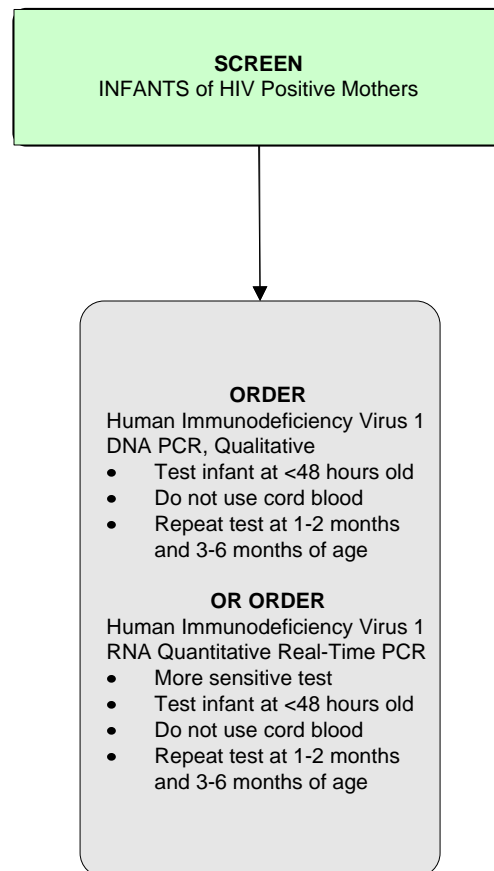 SCREEN
INFANTS of HIV Positive Mothers
ORDER
Human Immunodeficiency Virus 1
DNA PCR, Qualitative
• Test infant at <48 hours old
• Do not use cord blood
• Repeat test at 1-2 months
and 3-6 months of age
OR ORDER
Human Immunodeficiency Virus 1
RNA Quantitative Real-Time PCR
• More sensitive test
• Test infant at <48 hours old
• Do not use cord blood
• Repeat test at 1-2 months
and 3-6 months of age